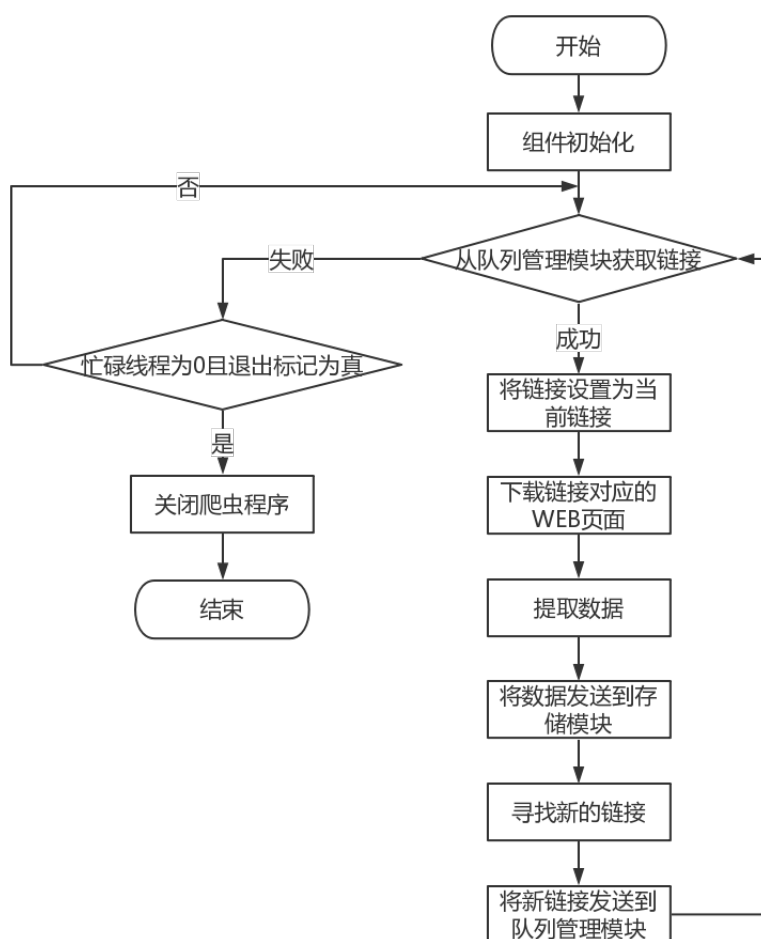 开始
组件初始化
否
从队列管理模块获取链接
失败
成功
忙碌线程为0且退出标记为真
将链接设置为当
前链接
是
关闭爬虫程序
下载链接对应的
WEB页面
结束
提取数据
将数据发送到存
储模块
寻找新的链接
将新链接发送到
队列管理模块